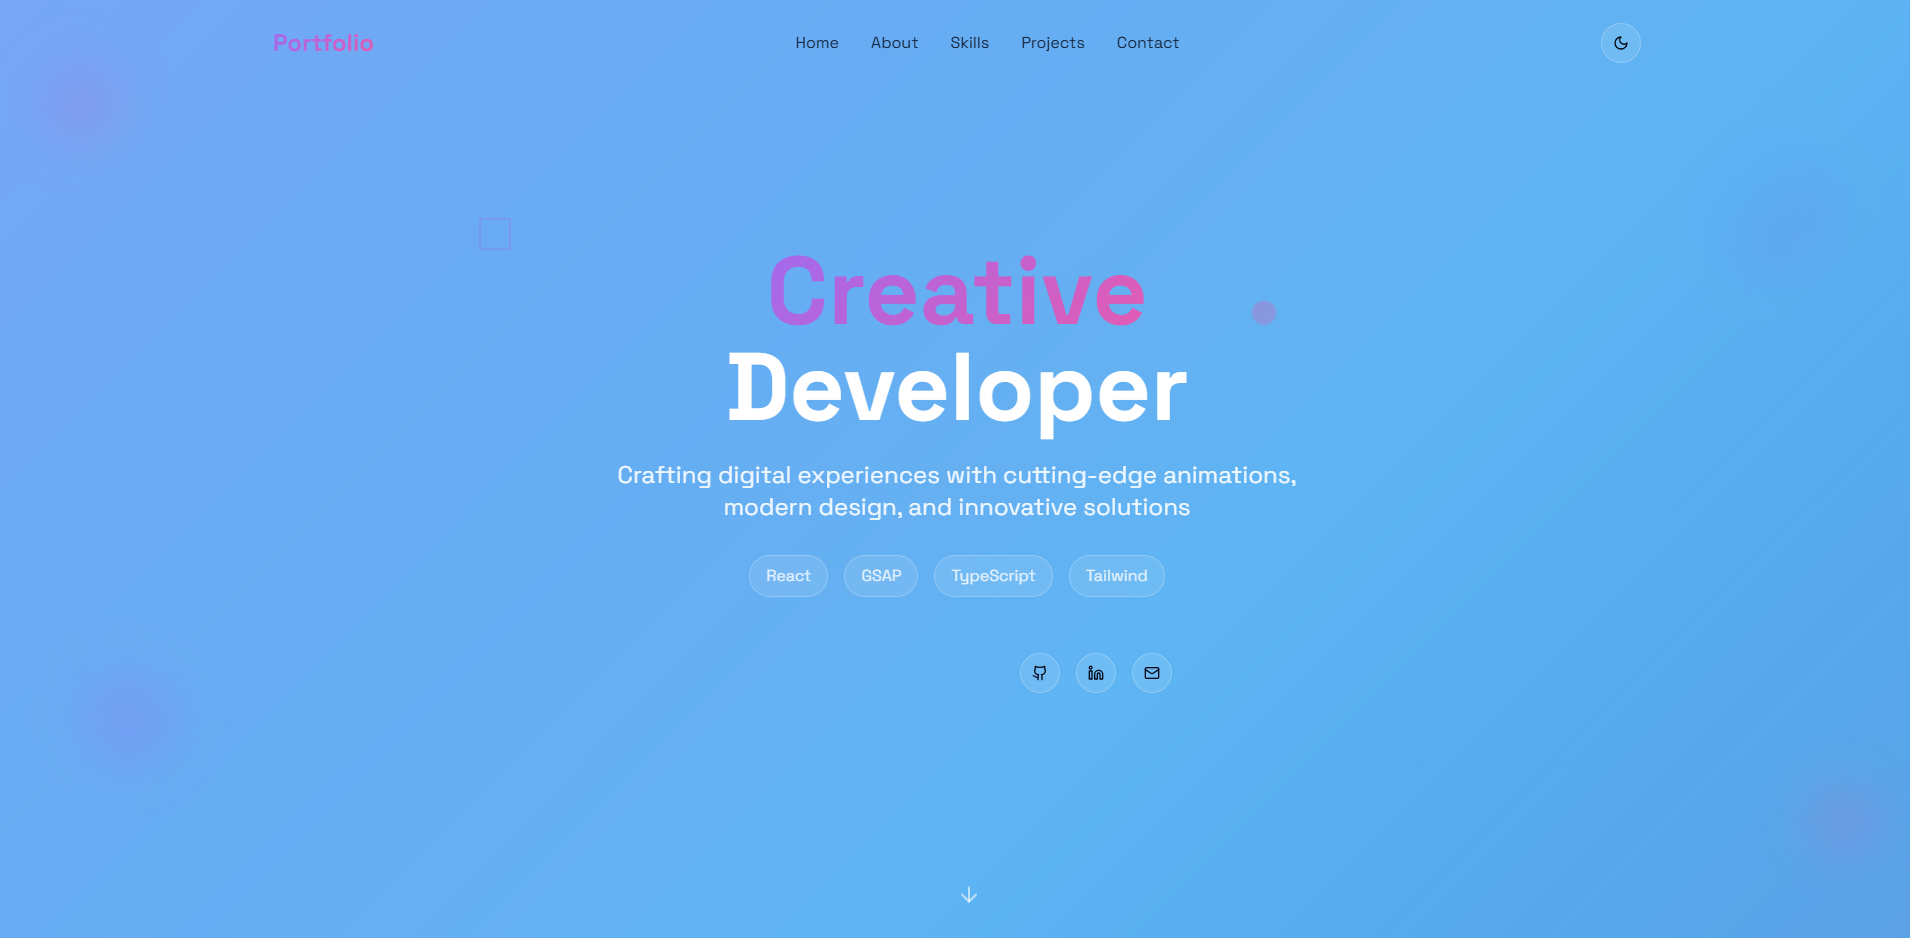 Portfolio
Home About Skills Projects Contact
Creative
Developer
Crafting digital experiences with cutting-edge animations,
modern design, and innovative solutions
React GSAP TypeScript Tailwind